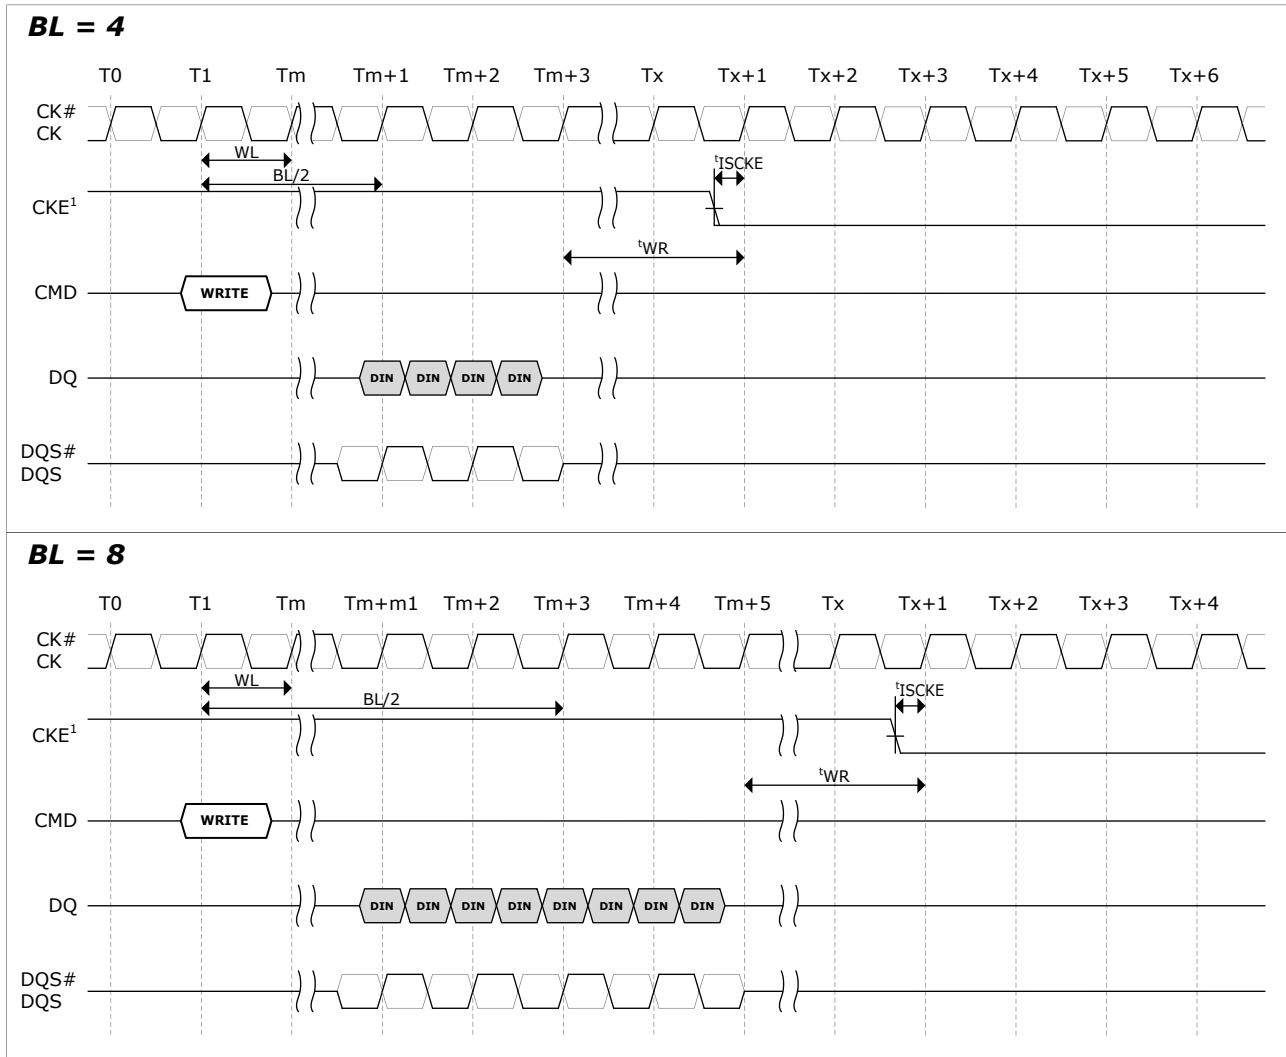 BL = 4
T0 T1 Tm Tm+1 Tm+2 Tm+3 Tx Tx+1 Tx+2 Tx+3 Tx+4 Tx+5 Tx+6
CK#
CK
WL
tISCKE
BL/2
CKE1
tWR
CMD WRITE
DQ DIN DIN DIN DIN
DQS#
DQS
BL = 8
T0 T1 Tm Tm+m1 Tm+2 Tm+3 Tm+4 Tm+5 Tx Tx+1 Tx+2 Tx+3 Tx+4
CK#
CK
WL
tISCKE
BL/2
CKE1
tWR
CMD WRITE
DQ DIN DIN DIN DIN DIN DIN DIN DIN
DQS#
DQS